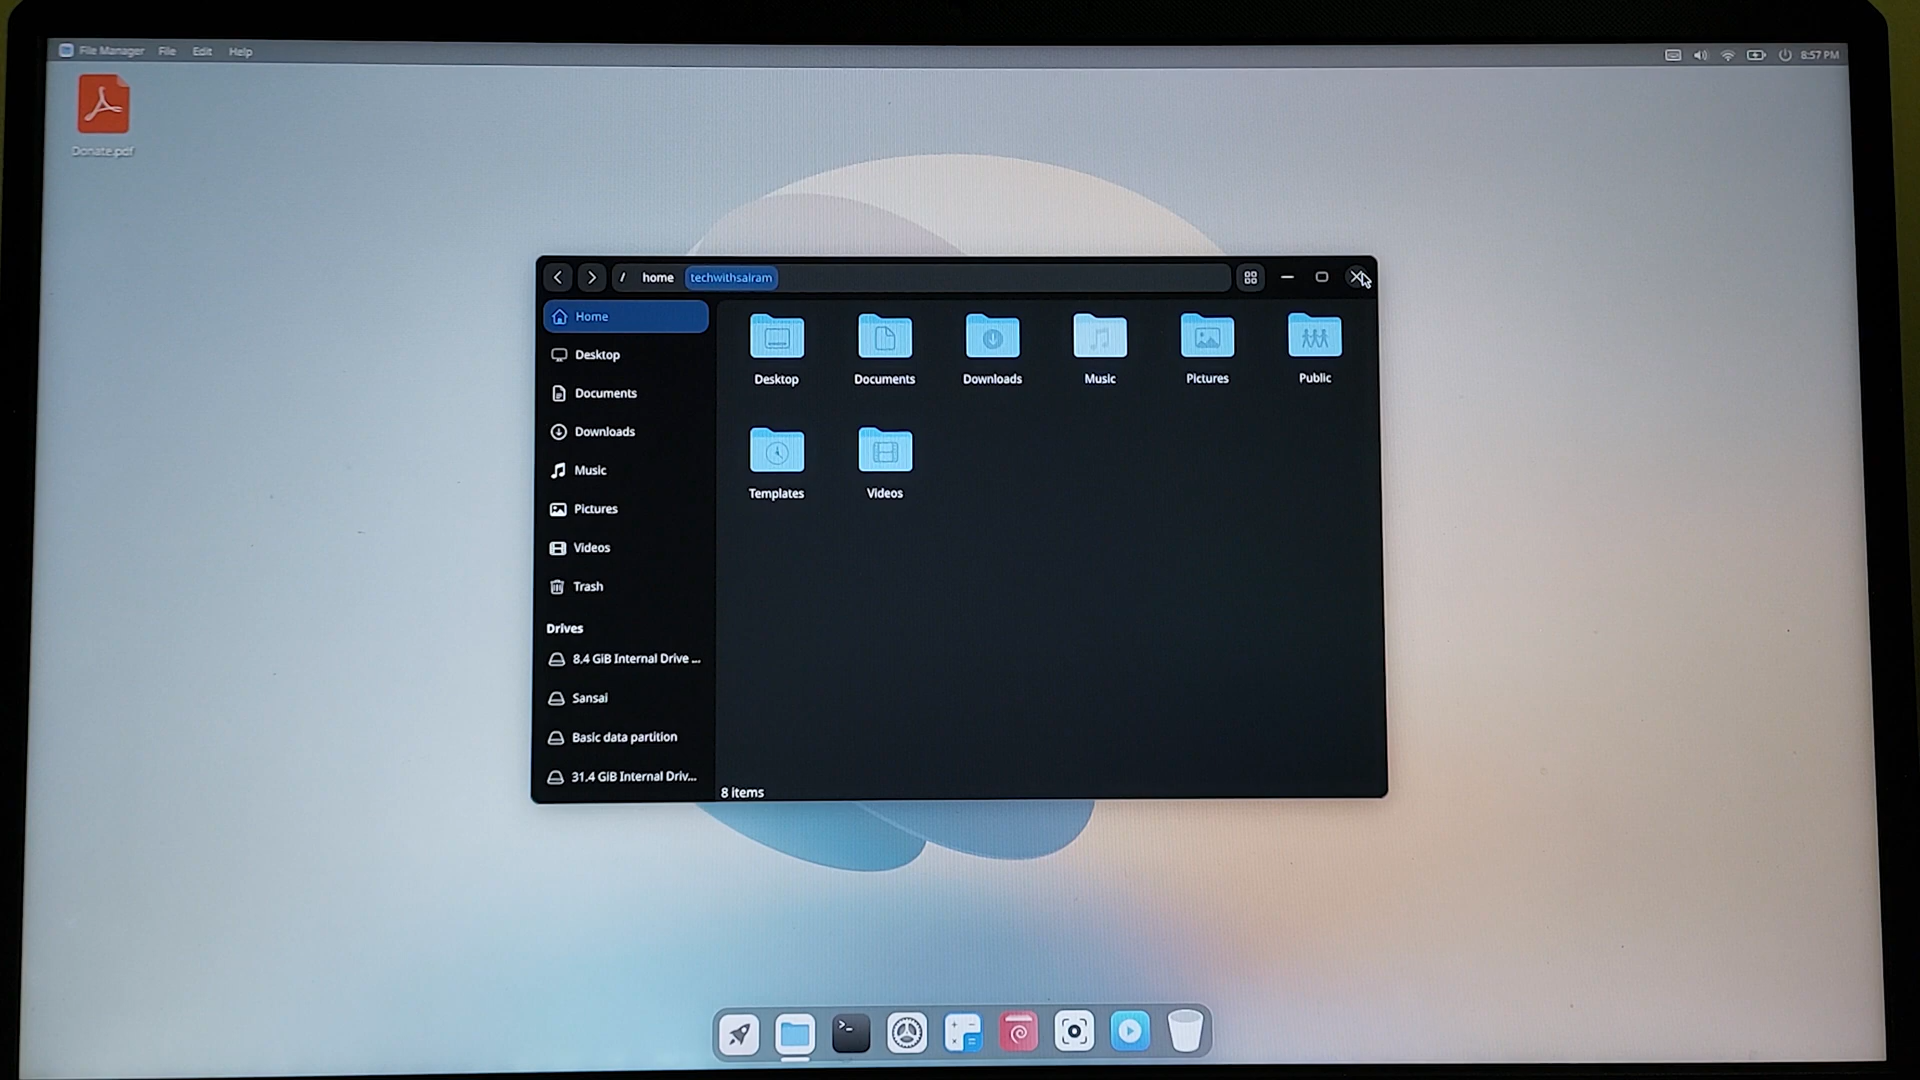 File Manager File Edit Help
8:57 PM
Donate.pdf
/ home techwithsalram
Home
Desktop
Documents
Downloads
Music
Pictures
Videos
Trash
Drives
8.4 GiB Internal Drive ...
Sansai
Basic data partition
31.4 GiB Internal Driv...
Desktop Documents Downloads Music Pictures Public
Templates Videos
8 items